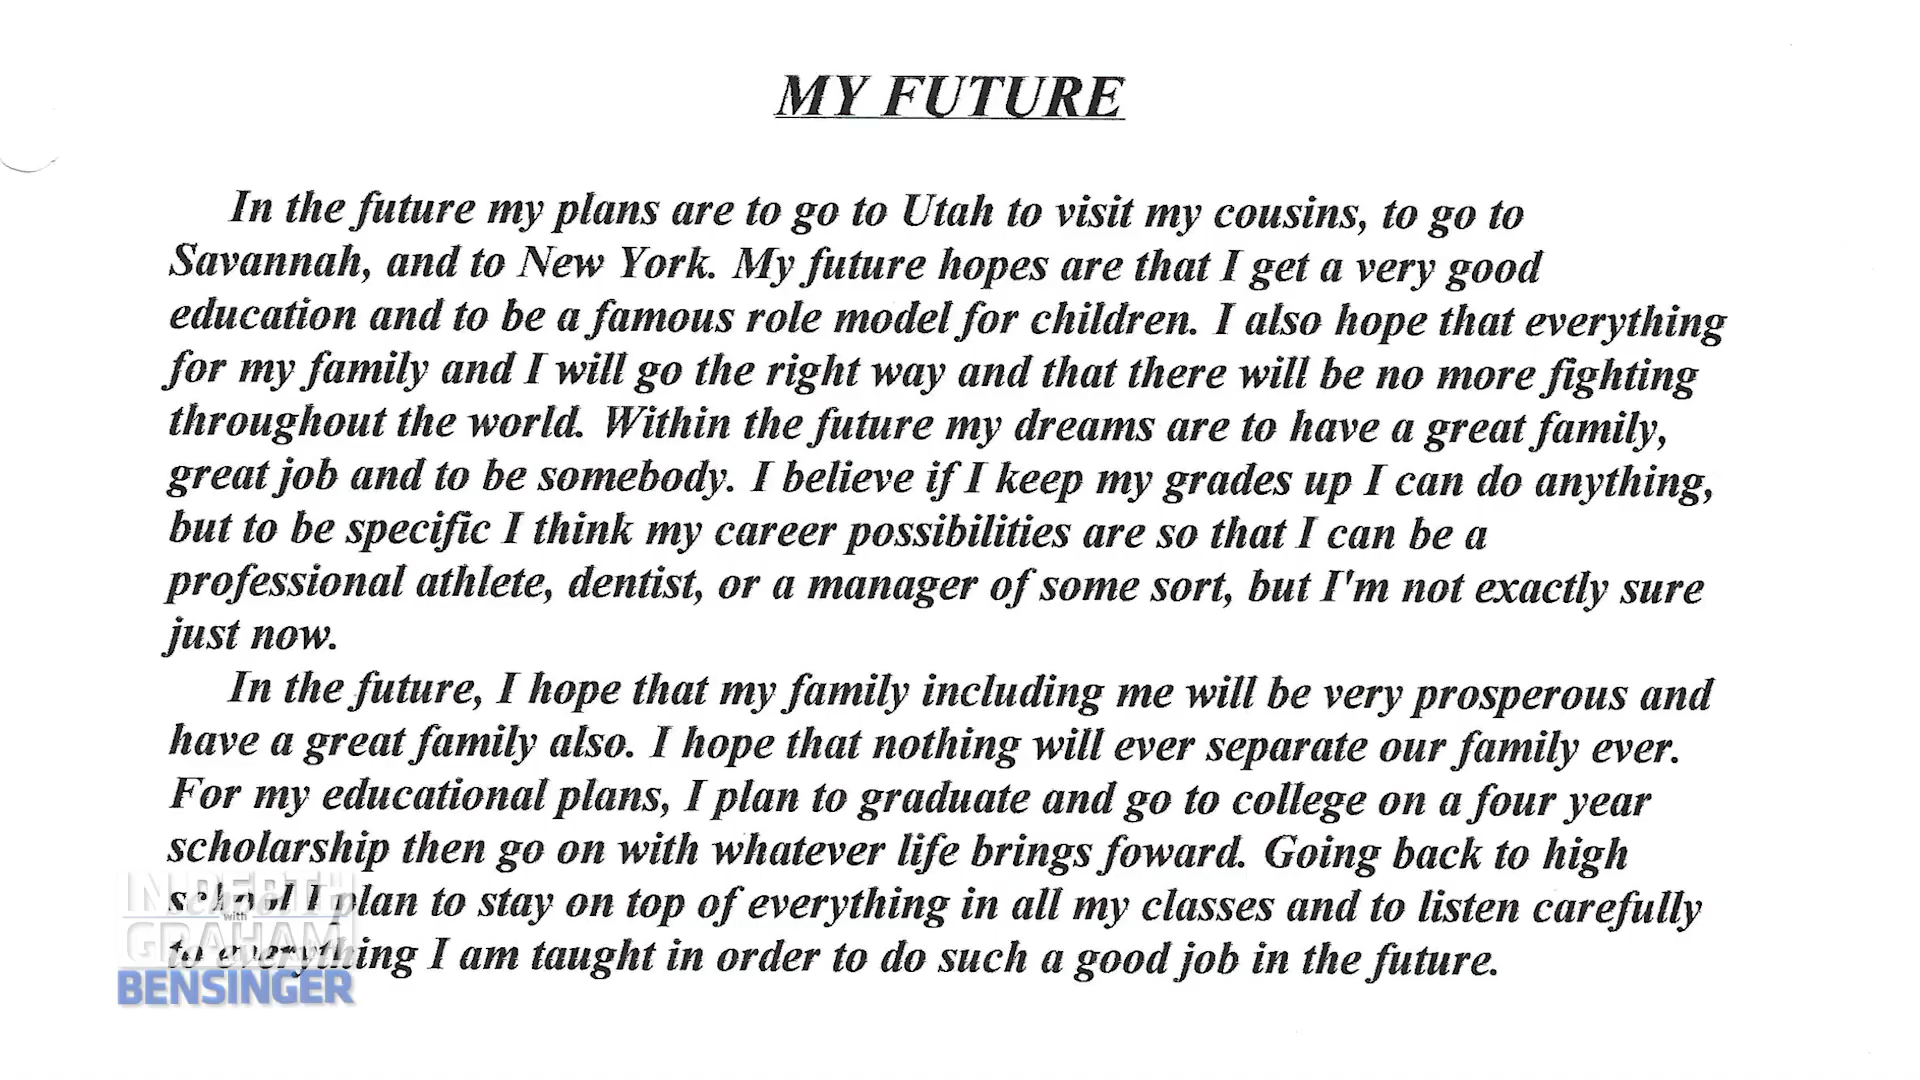 MY FUTURE
In the future my plans are to go to Utah to visit my cousins, to go to
Savannah, and to New York. My future hopes are that I get a very good
education and to be a famous role model for children. I also hope that everything
for my family and I will go the right way and that there will be no more fighting
throughout the world. Within the future my dreams are to have a great family,
great job and to be somebody. I believe if I keep my grades up I can do anything,
but to be specific I think my career possibilities are so that I can be a
professional athlete, dentist, or a manager of some sort, but I'm not exactly sure
just now.
In the future, I hope that my family including me will be very prosperous and
have a great family also. I hope that nothing will ever separate our family ever.
For my educational plans, I plan to graduate and go to college on a four year
scholarship then go on with whatever life brings foward. Going back to high
school I plan to stay on top of everything in all my classes and to listen carefully
to everything I am taught in order to do such a good job in the future.
IN DEPTH
with
GRAHAM
BENSINGER